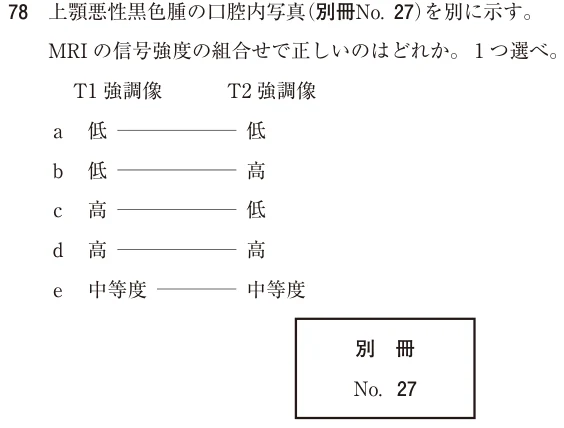 78 上顎悪性黒色腫の口腔内写真(別冊No. 27)を別に示す。
MRI の信号強度の組合せで正しいのはどれか。1つ選べ。
T1 強調像 T2 強調像
a 低 ――― 低
b 低 ――― 高
c 高 ――― 低
d 高 ――― 高
e 中等度 ――― 中等度
別 冊
No. 27